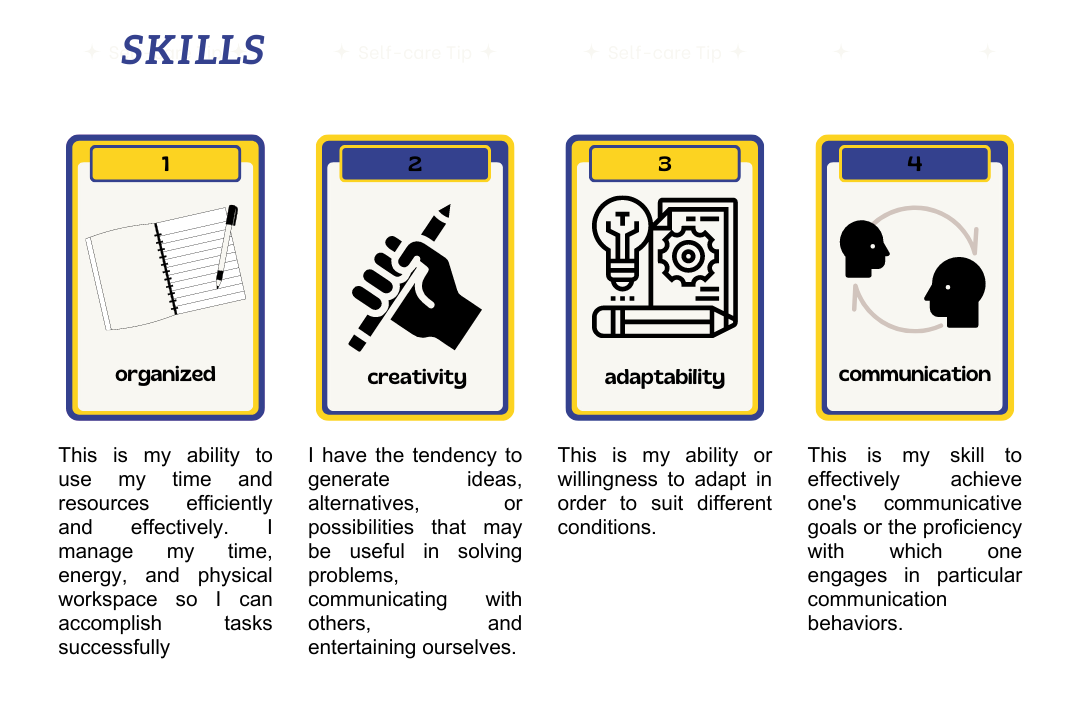 SKILLS
Self-care Tip
Self-care Tip
1
2
3
4
organized
creativity
adaptability
communication
This is my ability to
use my time and
resources efficiently
and effectively. I
manage my time,
energy, and physical
workspace so I can
accomplish tasks
successfully
I have the tendency to
generate ideas,
alternatives, or
possibilities that may
be useful in solving
problems,
communicating with
others, and
entertaining ourselves.
This is my ability or
willingness to adapt in
order to suit different
conditions.
This is my skill to
effectively achieve
one's communicative
goals or the proficiency
with which one
engages in particular
communication
behaviors.